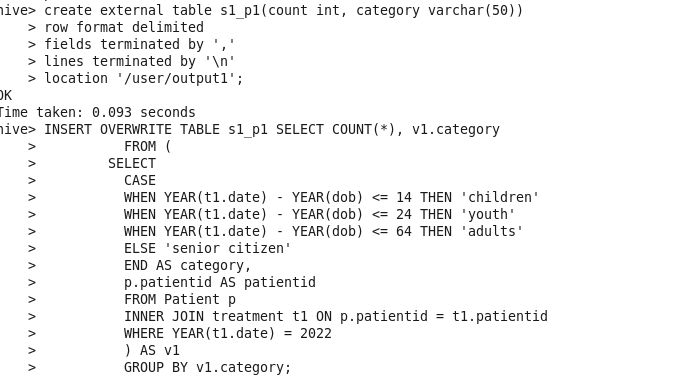 hive> create external table s1_p1(count int, category varchar(50))
> row format delimited
> fields terminated by ','
> lines terminated by '\n'
> location '/user/output1';
OK
Time taken: 0.093 seconds
hive> INSERT OVERWRITE TABLE s1_p1 SELECT COUNT(*), v1.category
> FROM (
> SELECT
> CASE
> WHEN YEAR(t1.date) - YEAR(dob) <= 14 THEN 'children'
> WHEN YEAR(t1.date) - YEAR(dob) <= 24 THEN 'youth'
> WHEN YEAR(t1.date) - YEAR(dob) <= 64 THEN 'adults'
> ELSE 'senior citizen'
> END AS category,
> p.patientid AS patientid
> FROM Patient p
> INNER JOIN treatment t1 ON p.patientid = t1.patientid
> WHERE YEAR(t1.date) = 2022
> ) AS v1
> GROUP BY v1.category;